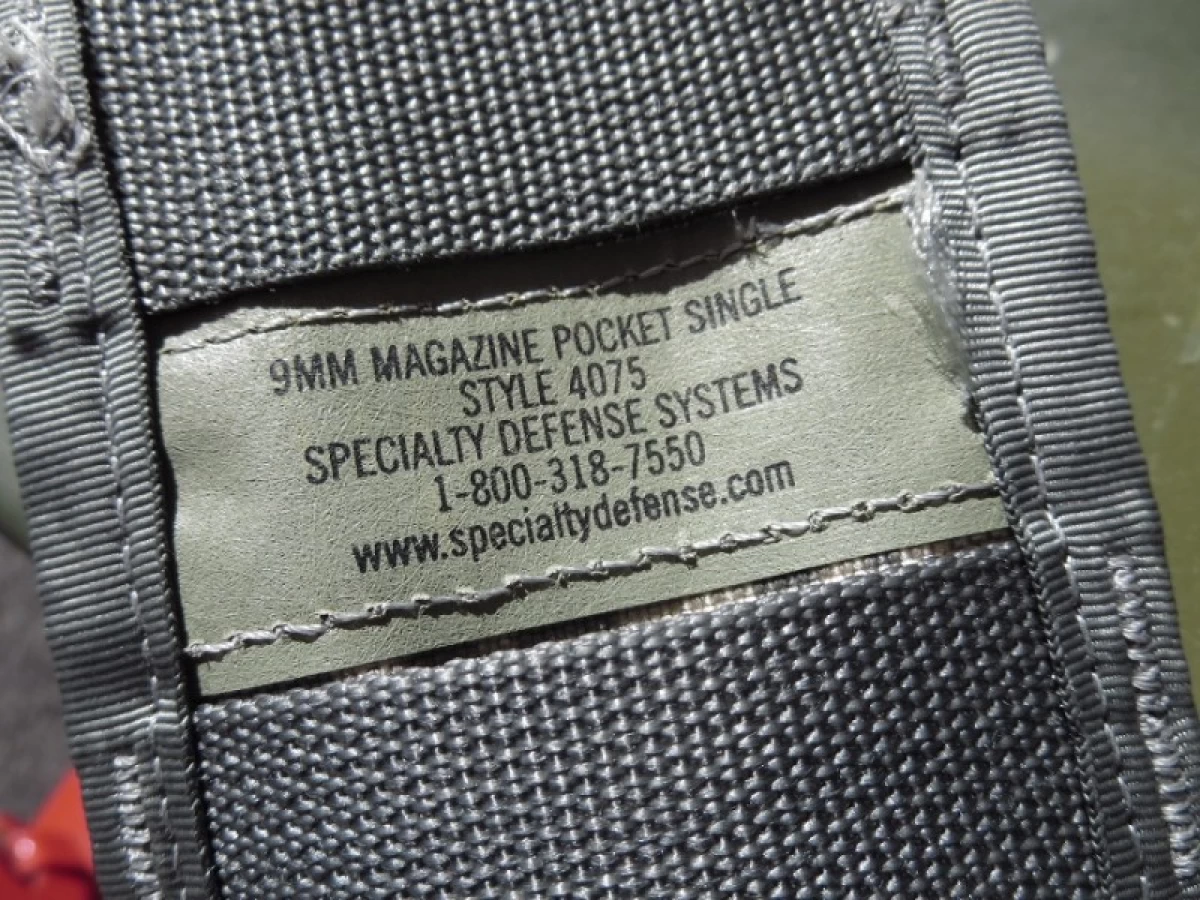 9MM MAGAZINE POCKET SINGLE
STYLE 4075
SPECIALTY DEFENSE SYSTEMS
1-800-318-7550
www.specialtydefense.com